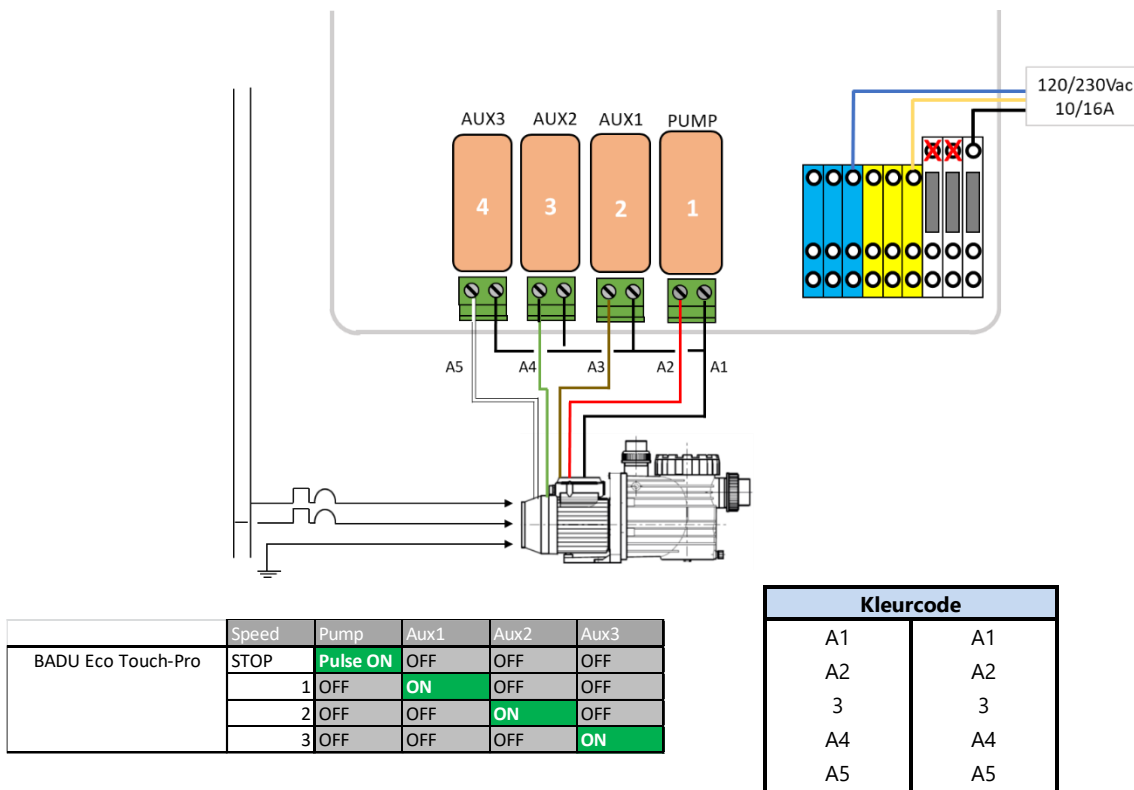 120/230Vac
10/16A
AUX3 AUX2 AUX1 PUMP
4 3 2 1
A5 A4 A3 A2 A1
Speed Pump Aux1 Aux2 Aux3
BADU Eco Touch-Pro STOP Pulse ON OFF OFF OFF
1 OFF ON OFF OFF
2 OFF OFF ON OFF
3 OFF OFF OFF ON
Kleurcode
A1 A1
A2 A2
3 3
A4 A4
A5 A5